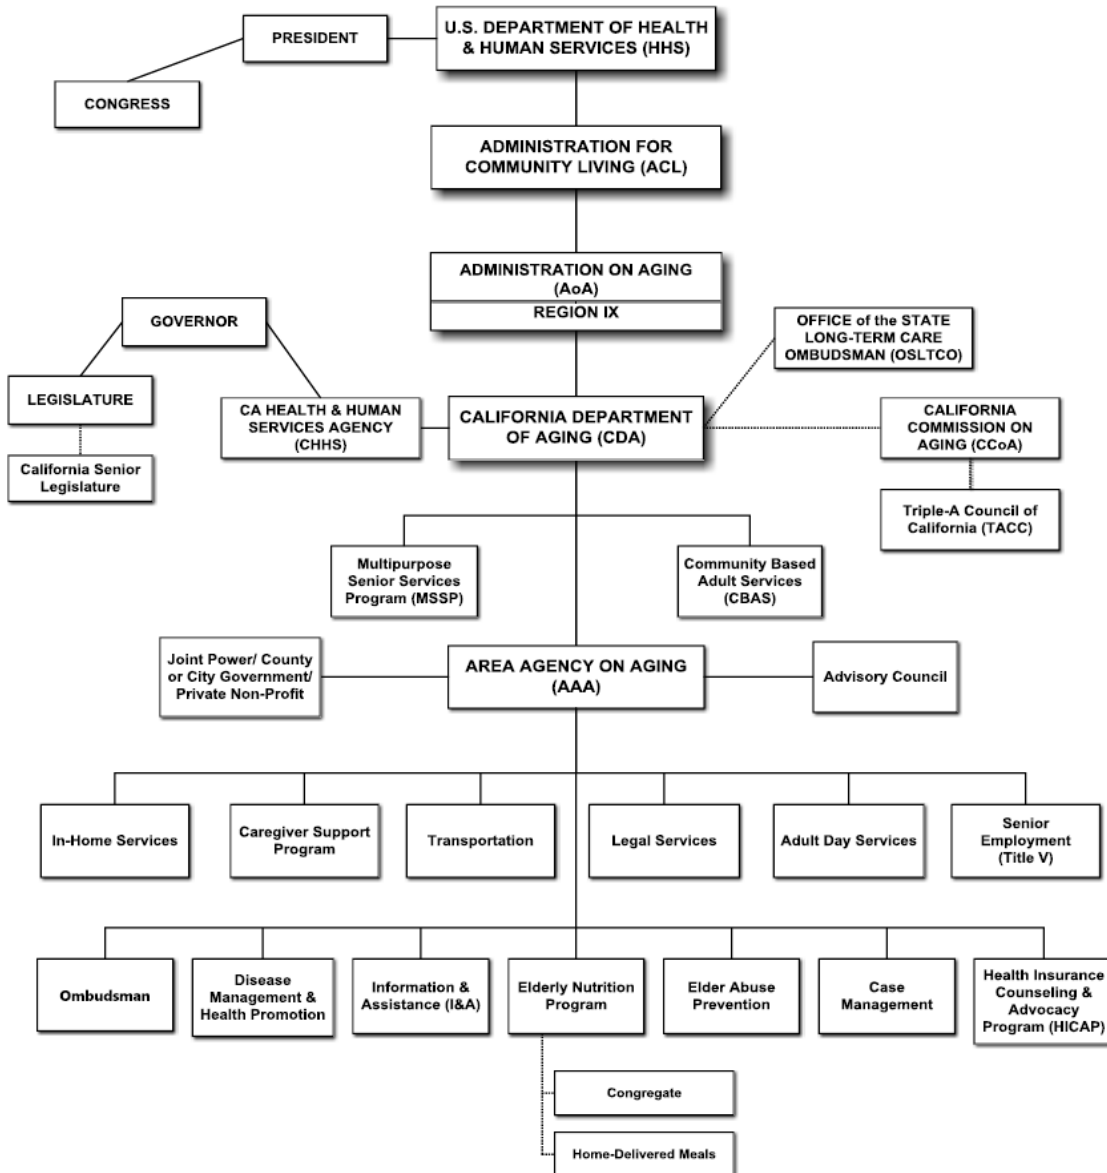 PRESIDENT
U.S. DEPARTMENT OF HEALTH
& HUMAN SERVICES (HHS)
CONGRESS
ADMINISTRATION FOR
COMMUNITY LIVING (ACL)
ADMINISTRATION ON AGING
(AoA)
REGION IX
GOVERNOR
OFFICE of the STATE
LONG-TERM CARE
OMBUDSMAN (OSLTCO)
LEGISLATURE
CA HEALTH & HUMAN
SERVICES AGENCY
(CHHS)
CALIFORNIA DEPARTMENT
OF AGING (CDA)
CALIFORNIA
COMMISSION ON
AGING (CCoA)
California Senior
Legislature
Triple-A Council of
California (TACC)
Multipurpose
Senior Services
Program (MSSP)
Community Based
Adult Services
(CBAS)
Joint Power/ County
or City Government/
Private Non-Profit
AREA AGENCY ON AGING
(AAA)
Advisory Council
In-Home Services
Caregiver Support
Program
Transportation
Legal Services
Adult Day Services
Senior
Employment
(Title V)
Ombudsman
Disease
Management &
Health Promotion
Information &
Assistance (I&A)
Elderly Nutrition
Program
Elder Abuse
Prevention
Case
Management
Health Insurance
Counseling &
Advocacy
Program (HICAP)
Congregate
Home-Delivered Meals